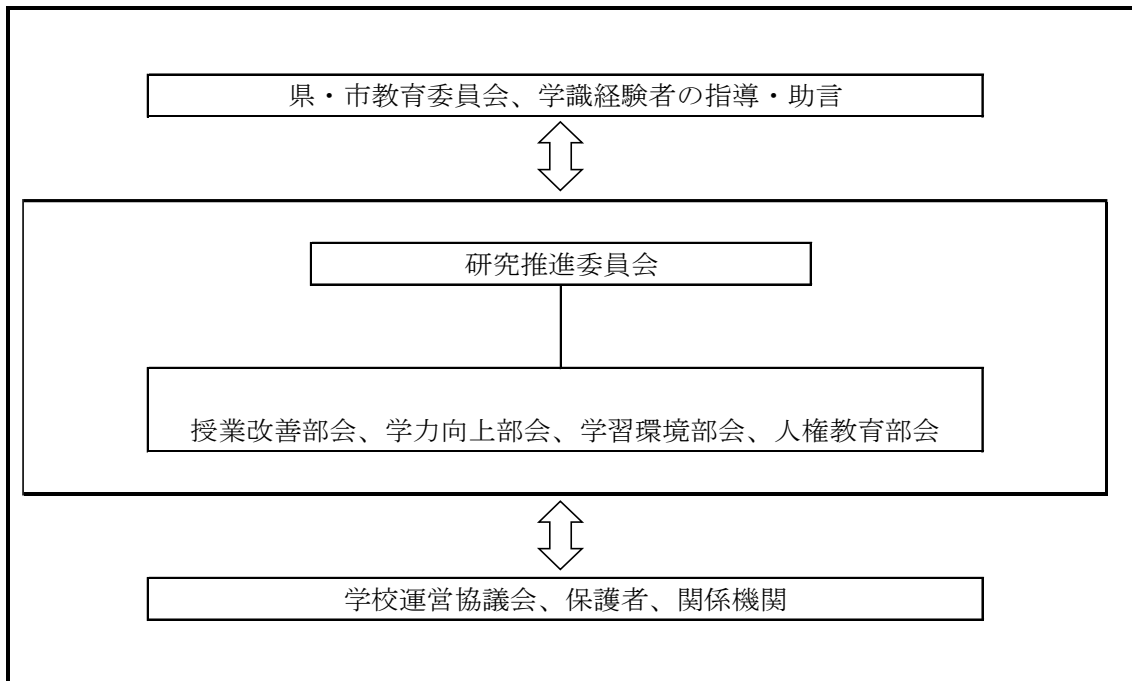 県・市教育委員会、学識経験者の指導・助言
研究推進委員会
授業改善部会、学力向上部会、学習環境部会、人権教育部会
学校運営協議会、保護者、関係機関